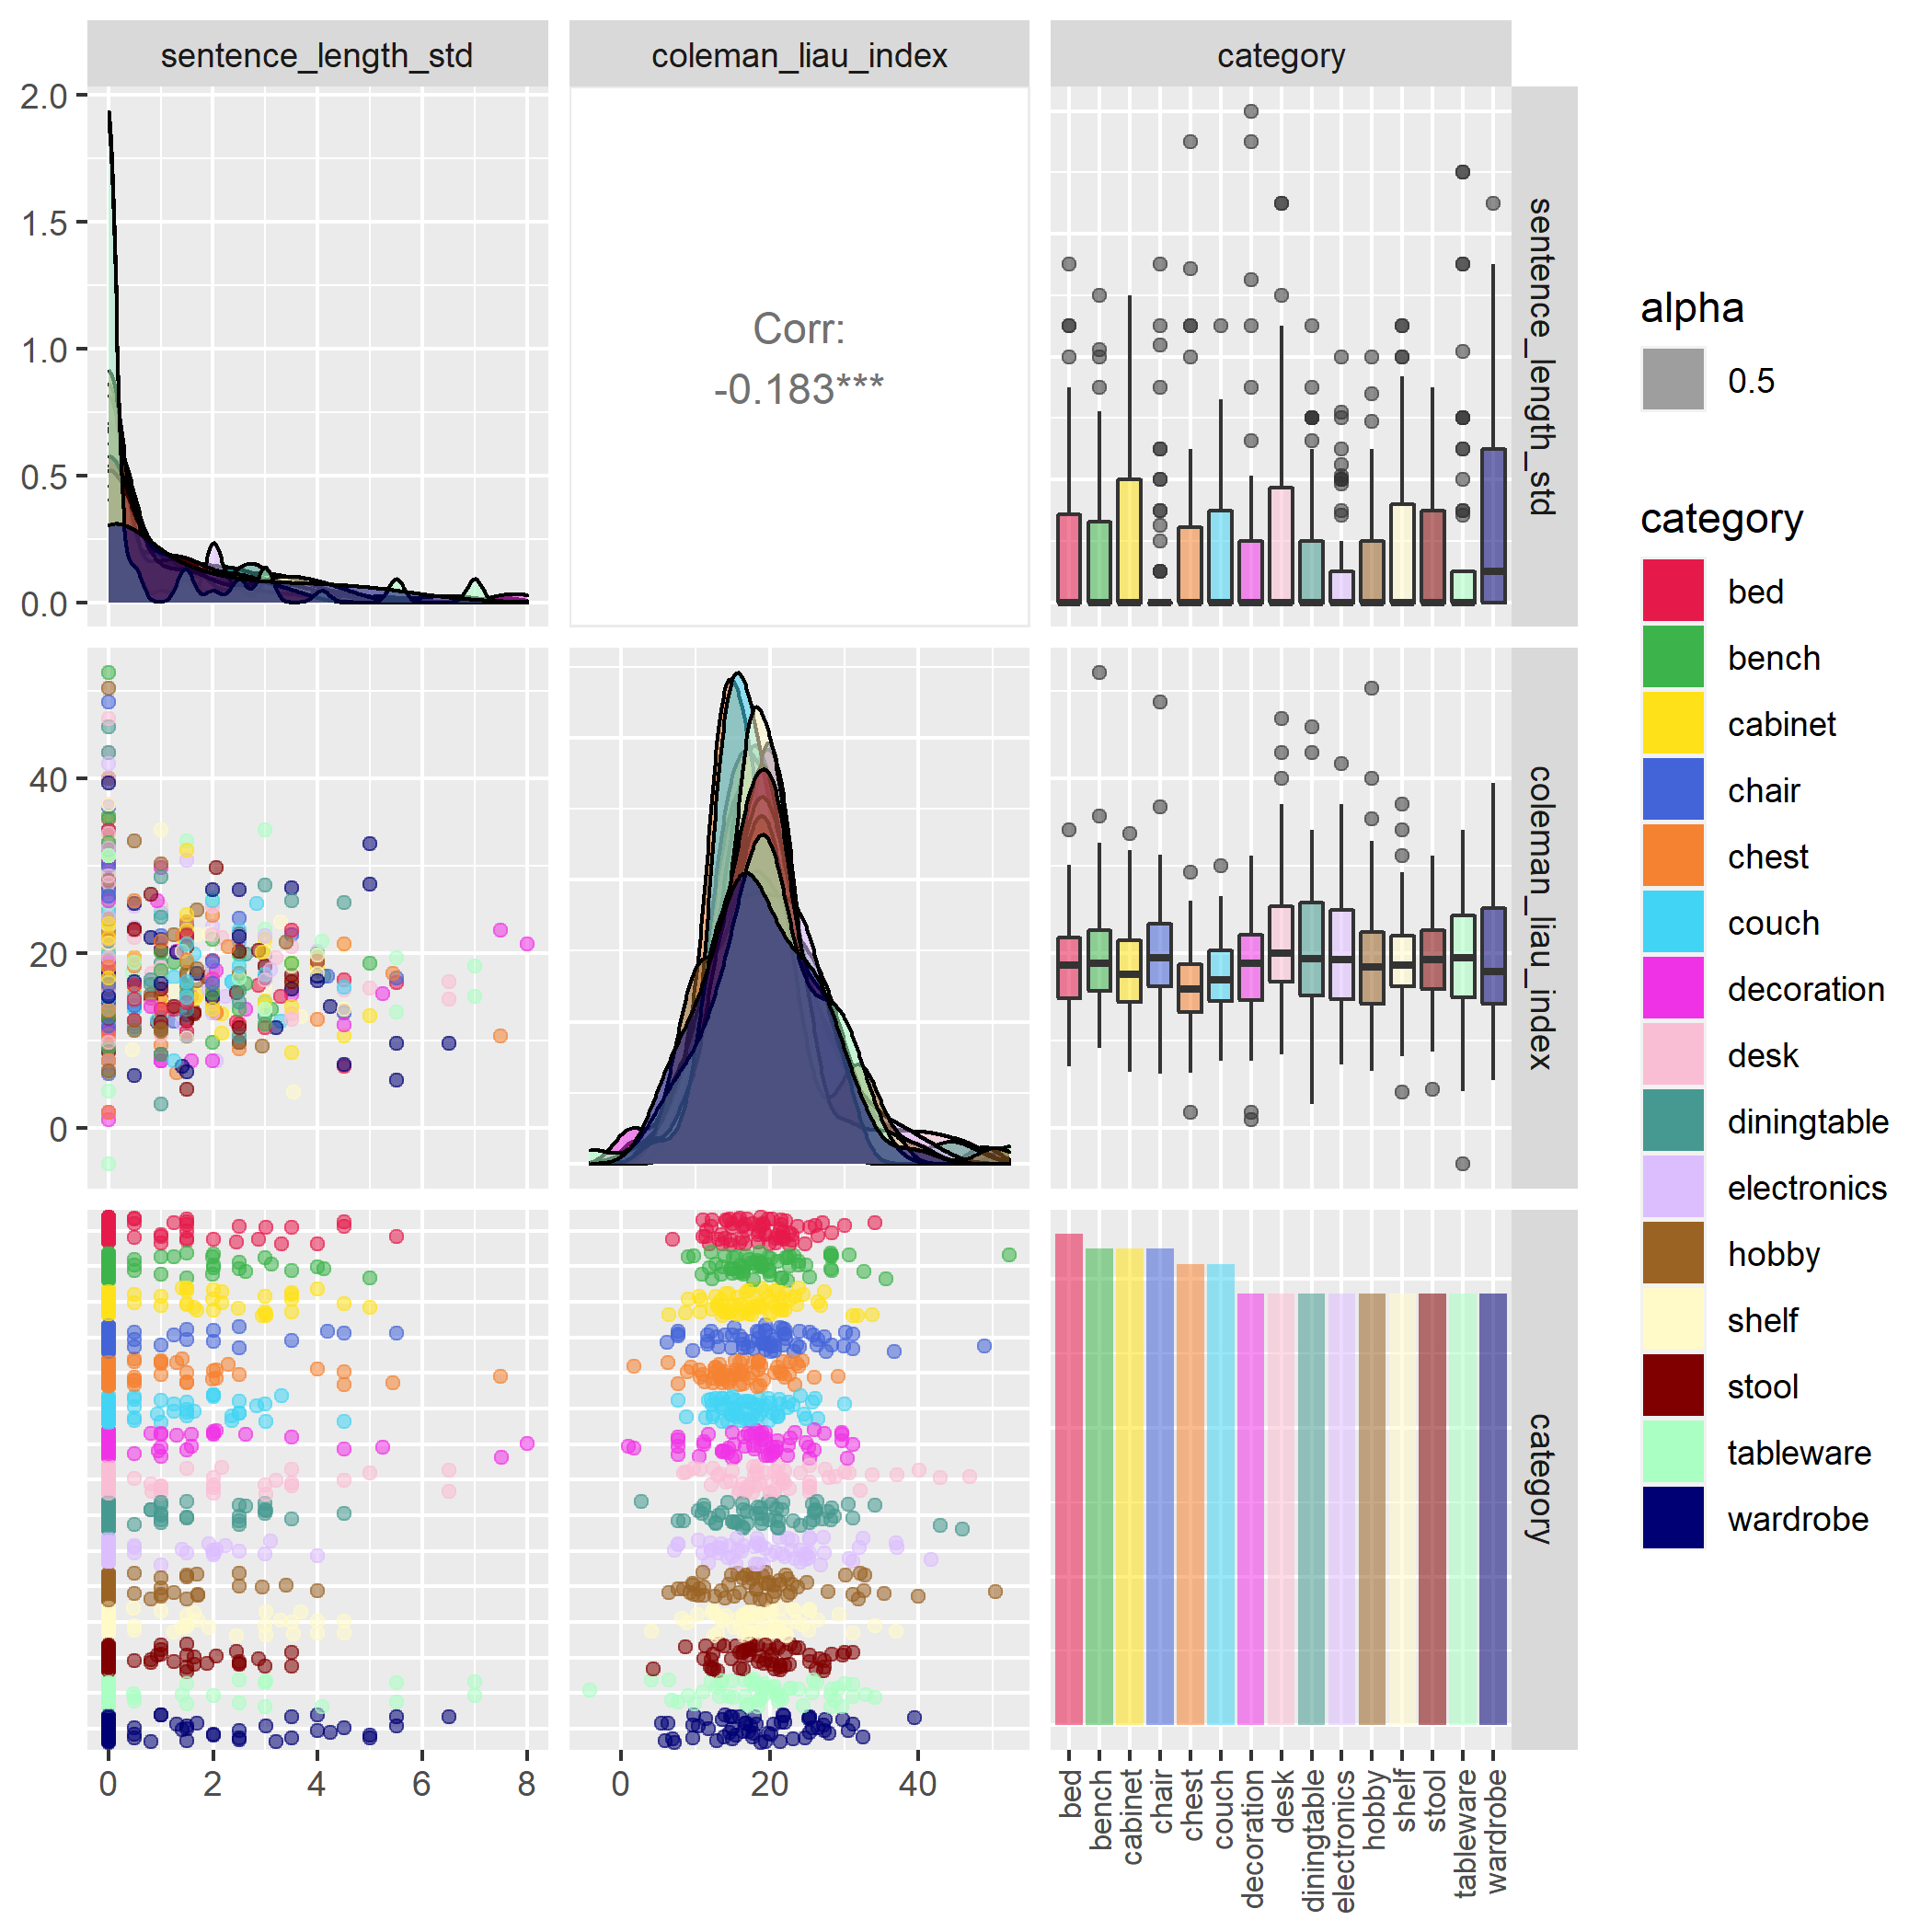 sentence_length_std
coleman_liau_index
category
2.0
1.5
1.0
0.5
0.0
Corr:
-0.183***
sentence_length_std
40
20
0
coleman_liau_index
category
0
2
4
6
8
0
20
40
bed
bench
cabinet
chair
chest
couch
decoration
desk
diningtable
electronics
hobby
shelf
stool
tableware
wardrobe
alpha
0.5
category
bed
bench
cabinet
chair
chest
couch
decoration
desk
diningtable
electronics
hobby
shelf
stool
tableware
wardrobe